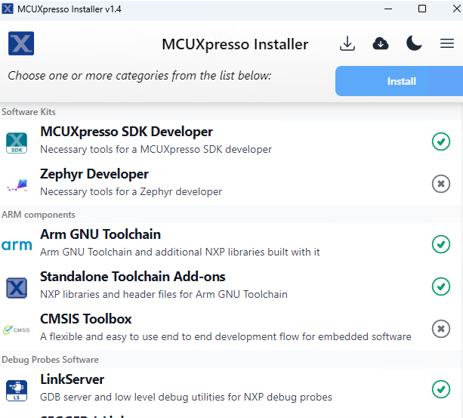 MCUXpresso Installer v1.4
MCUXpresso Installer
Choose one or more categories from the list below:
Install
Software Kits
MCUXpresso SDK Developer
Necessary tools for a MCUXpresso SDK developer
SDK
Zephyr Developer
Necessary tools for a Zephyr developer
ARM components
arm
Arm GNU Toolchain
Arm GNU Toolchain and additional NXP libraries built with it
Standalone Toolchain Add-ons
NXP libraries and header files for Arm GNU Toolchain
CMSIS
CMSIS Toolbox
A flexible and easy to use end to end development flow for embedded software
Debug Probes Software
LS
LinkServer
GDB server and low level debug utilities for NXP debug probes